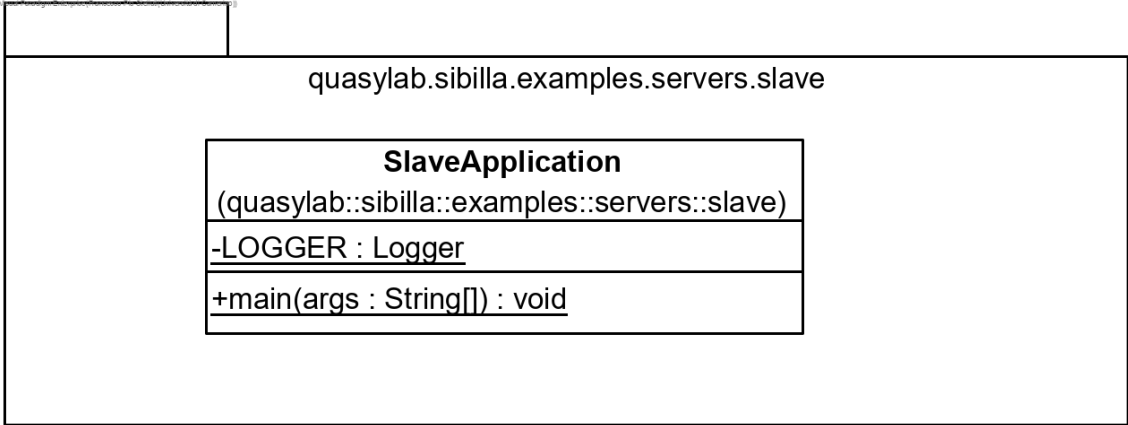 quasylab.sibilla.examples.servers.slave
SlaveApplication
(quasylab::sibilla::examples::servers::slave)
-LOGGER : Logger
+main(args : String[]) : void